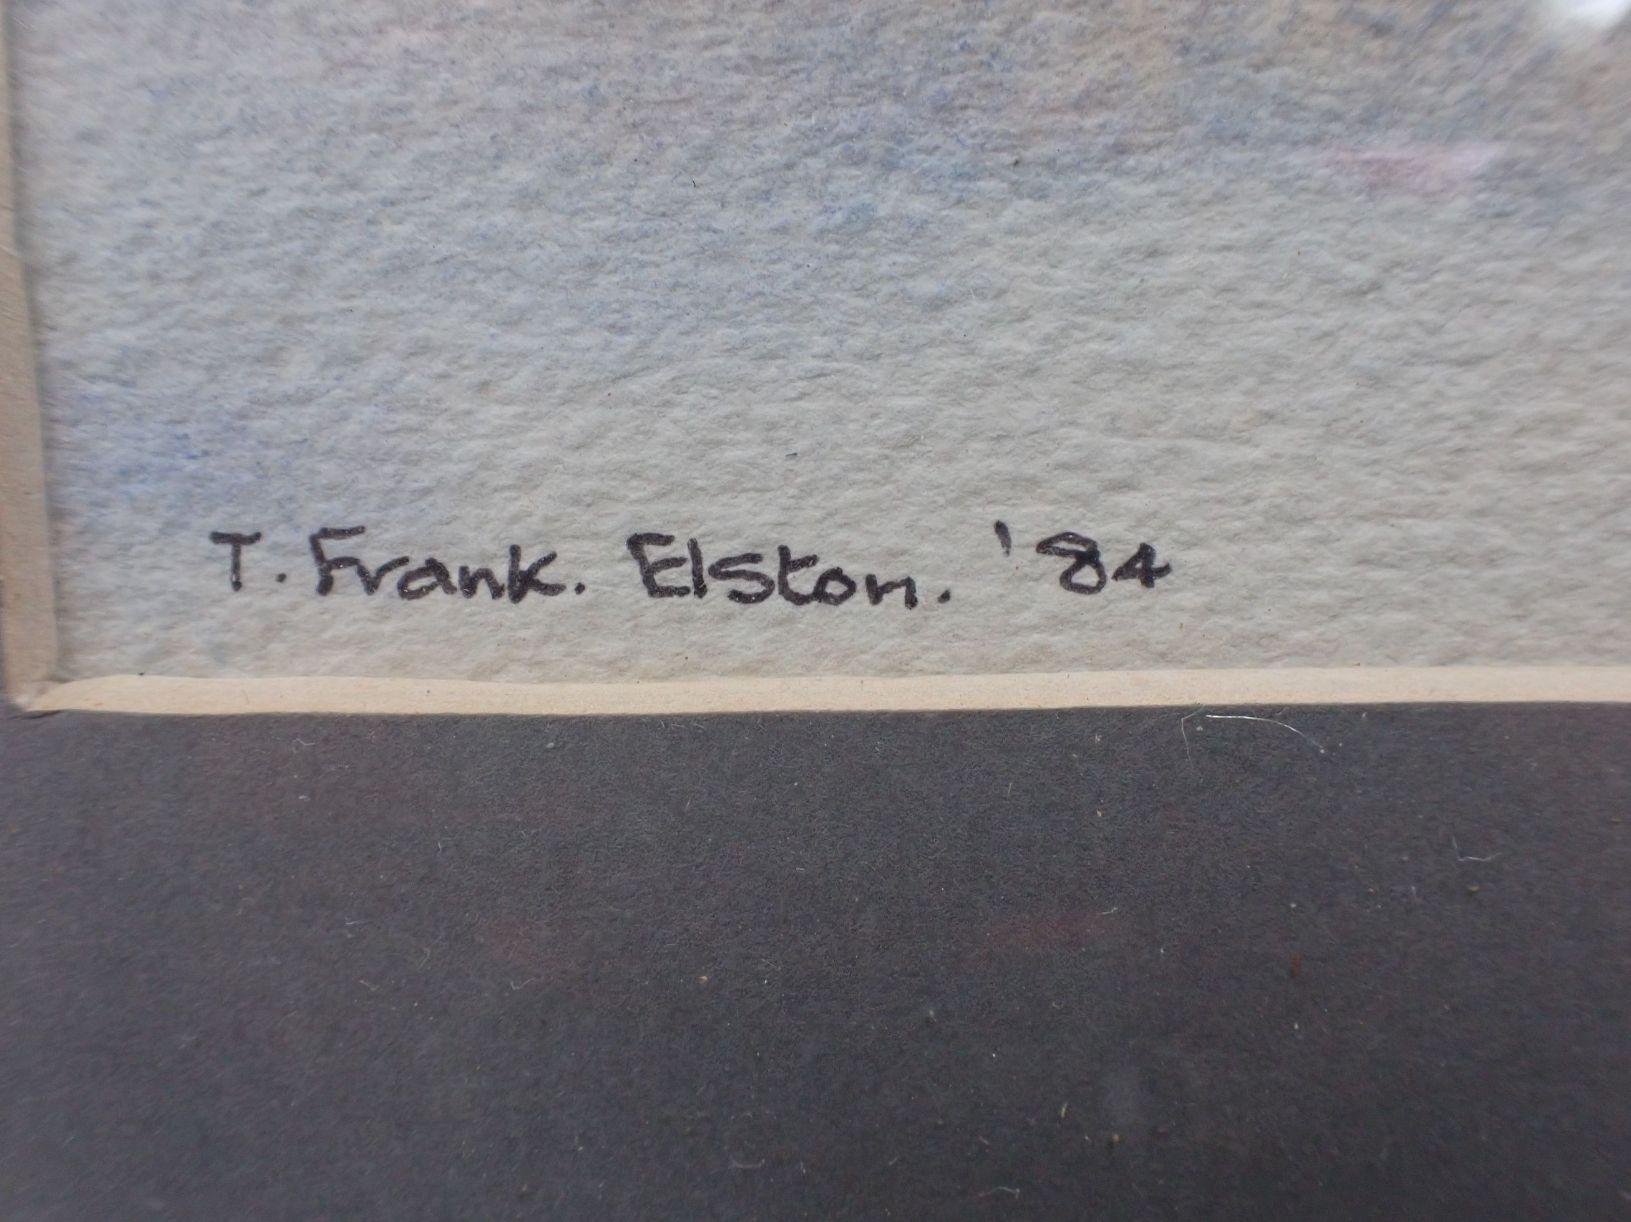 T. Frank. Elston. '84